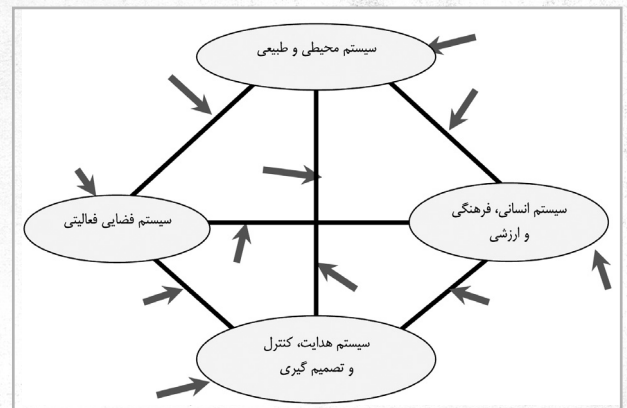 سیستم محیطی و طبیعی
سیستم فضایی فعالیتی
سیستم انسانی، فرهنگی
و ارزشی
سیستم هدایت، کنترل
و تصمیم گیری